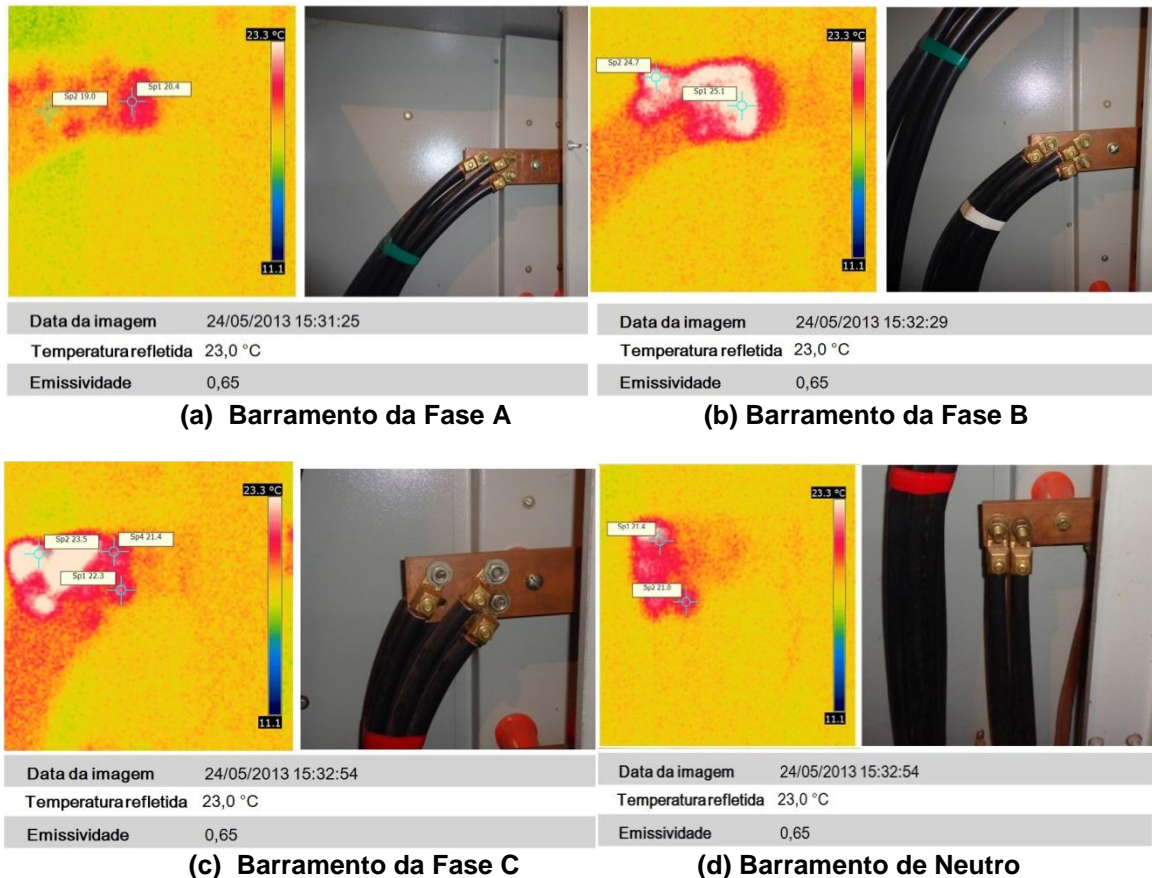 23.3 °C
Sp2 19.0
Sp1 20.4
11.1
23.3 °C
Sp2 24.7
Sp1 25.1
11.1
Data da imagem 24/05/2013 15:31:25
Temperatura refletida 23,0 °C
Emissividade 0,65
Data da imagem 24/05/2013 15:32:29
Temperatura refletida 23,0 °C
Emissividade 0,65
(a) Barramento da Fase A
(b) Barramento da Fase B
23.3 °C
Sp2 23.5
Sp4 21.4
Sp1 22.3
11.1
23.3 °C
Sp1 21.4
Sp2 21.0
11.1
Data da imagem 24/05/2013 15:32:54
Temperatura refletida 23,0 °C
Emissividade 0,65
Data da imagem 24/05/2013 15:32:54
Temperatura refletida 23,0 °C
Emissividade 0,65
(c) Barramento da Fase C
(d) Barramento de Neutro